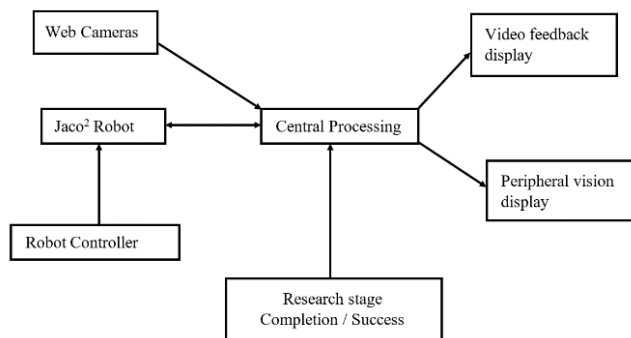 Web Cameras
Video feedback
display
Jaco² Robot
Central Processing
Peripheral vision
display
Robot Controller
Research stage
Completion / Success